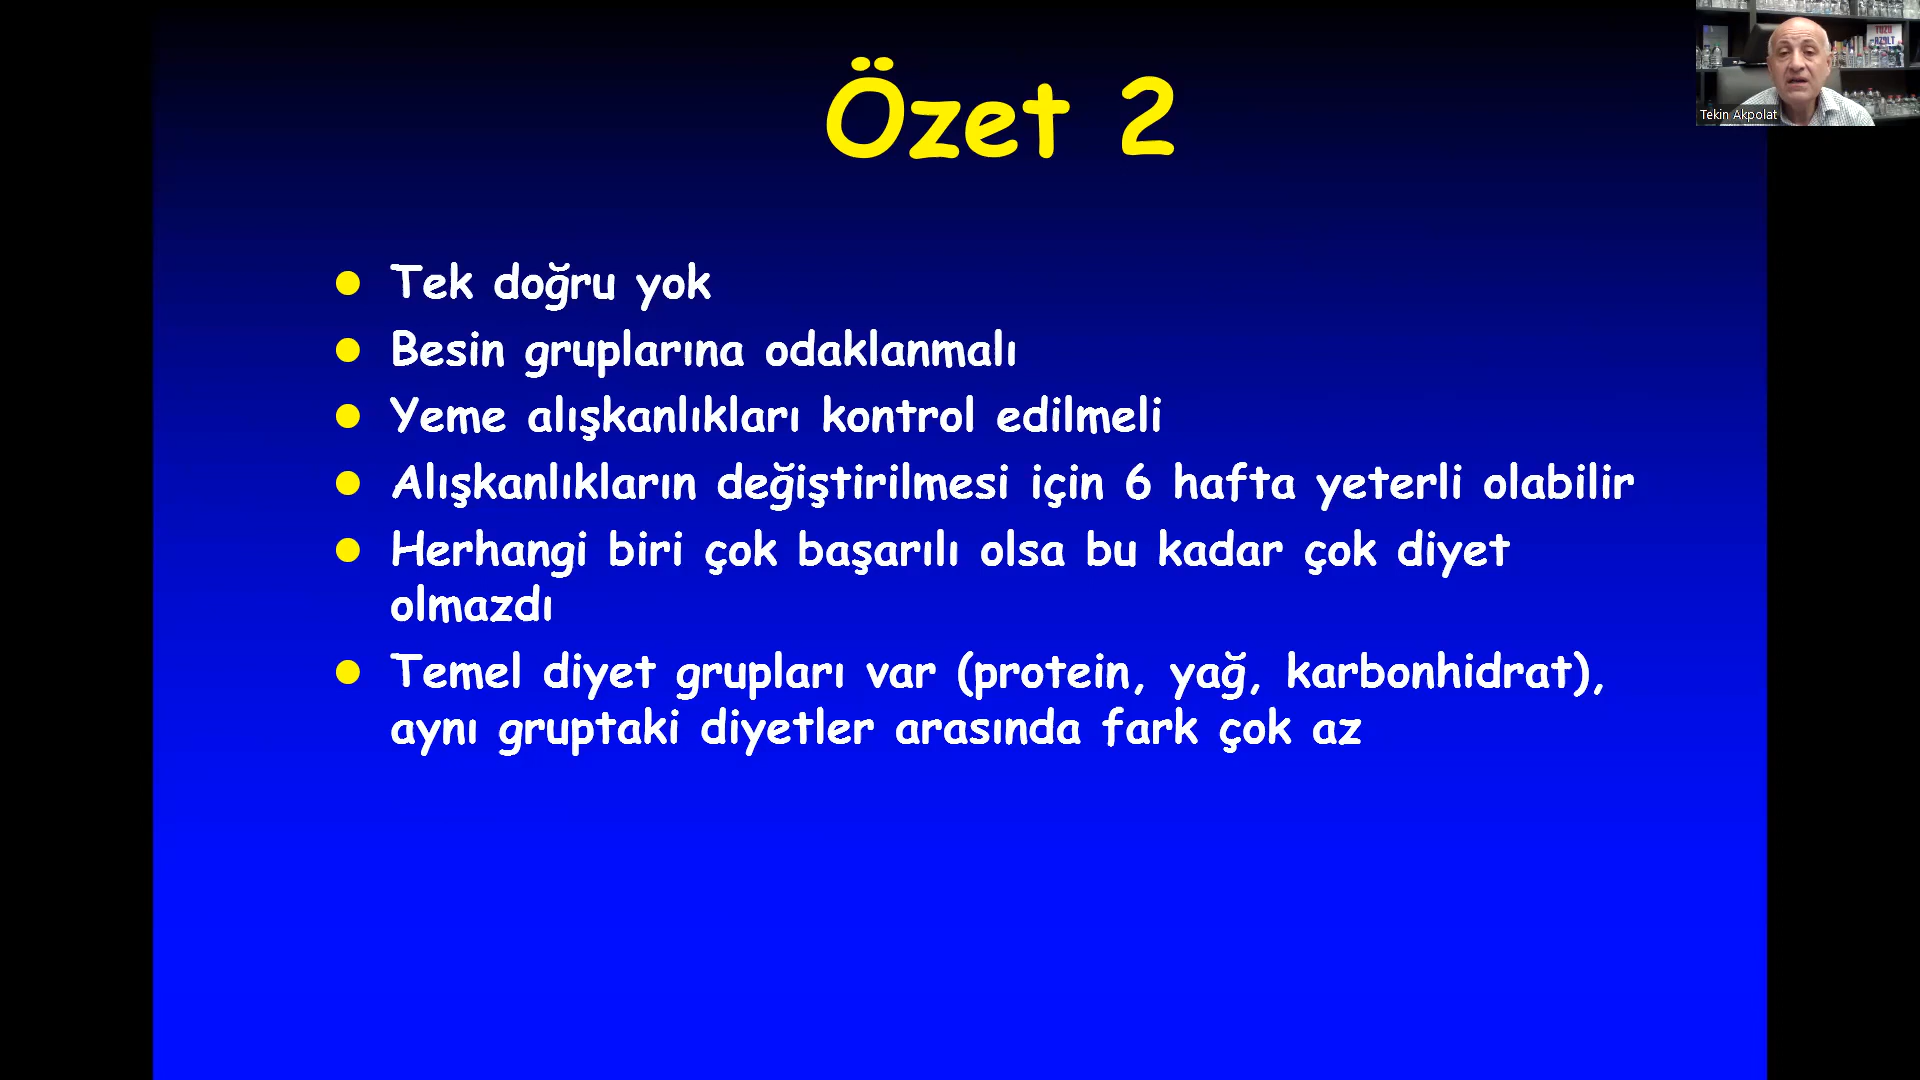 Özet 2
Tek doğru yok
Besin gruplarına odaklanmalı
Yeme alışkanlıkları kontrol edilmeli
Alışkanlıkların değiştirilmesi için 6 hafta yeterli olabilir
Herhangi biri çok başarılı olsa bu kadar çok diyet
olmazdı
Temel diyet grupları var (protein, yağ, karbonhidrat),
aynı gruptaki diyetler arasında fark çok az
TUZU
AZALT
Tekin Akpolat